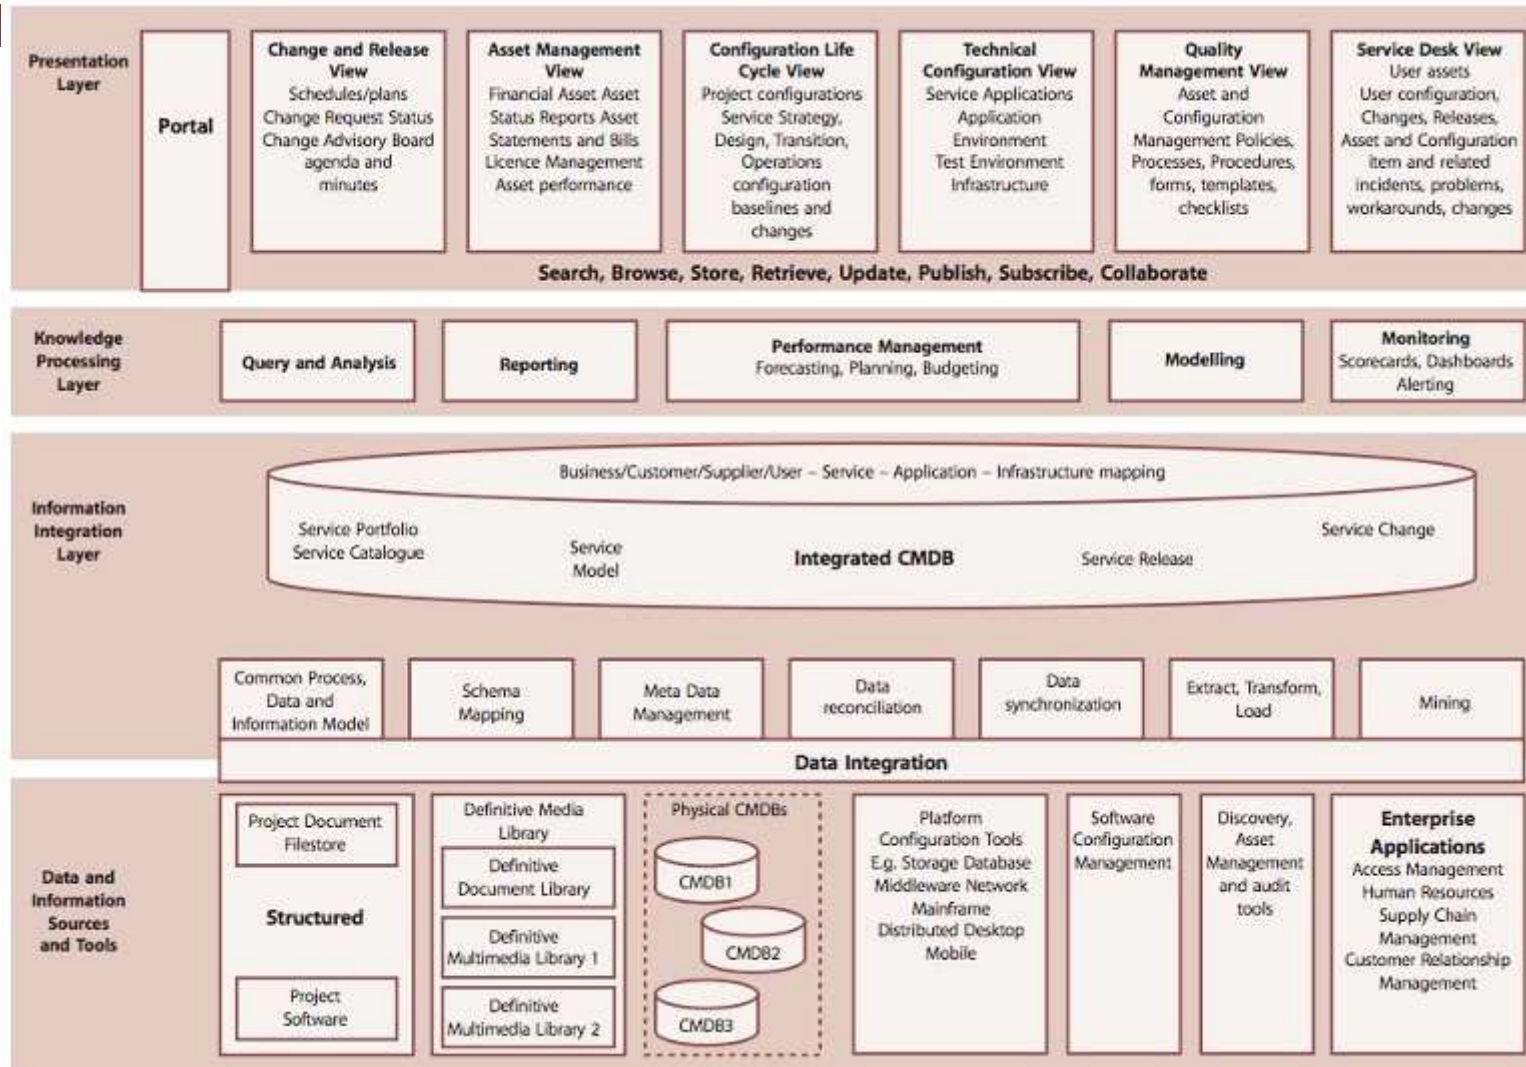 Presentation
Layer
Portal
Change and Release
View
Schedules/plans
Change Request Status
Change Advisory Board
agenda and
minutes
Asset Management
View
Financial Asset Asset
Status Reports Asset
Statements and Bills
Licence Management
Asset performance
Configuration Life
Cycle View
Project configurations
Service Strategy,
Design, Transition,
Operations
configuration
baselines and
changes
Technical
Configuration View
Service Applications
Application
Environment
Test Environment
Infrastructure
Quality
Management View
Asset and
Configuration
Management Policies,
Processes, Procedures,
forms, templates,
checklists
Service Desk View
User assets
User configuration,
Changes, Releases,
Asset and Configuration
item and related
incidents, problems,
workarounds, changes
Search, Browse, Store, Retrieve, Update, Publish, Subscribe, Collaborate
Knowledge
Processing
Layer
Query and Analysis
Reporting
Performance Management
Forecasting, Planning, Budgeting
Modelling
Monitoring
Scorecards, Dashboards
Alerting
Information
Integration
Layer
Business/Customer/Supplier/User – Service – Application – Infrastructure mapping
Service Portfolio
Service Catalogue
Service
Model
Integrated CMDB
Service Release
Service Change
Common Process,
Data and
Information Model
Schema
Mapping
Meta Data
Management
Data
reconciliation
Data
synchronization
Extract, Transform,
Load
Mining
Data Integration
Data and
Information
Sources
and Tools
Project Document
Filestore
Structured
Project
Software
Definitive Media
Library
Definitive
Document Library
Definitive
Multimedia Library 1
Definitive
Multimedia Library 2
Physical CMDBs
CMDB1
CMDB2
CMDB3
Platform
Configuration Tools
E.g. Storage Database
Middleware Network
Mainframe
Distributed Desktop
Mobile
Software
Configuration
Management
Discovery,
Asset
Management
and audit
tools
Enterprise
Applications
Access Management
Human Resources
Supply Chain
Management
Customer Relationship
Management